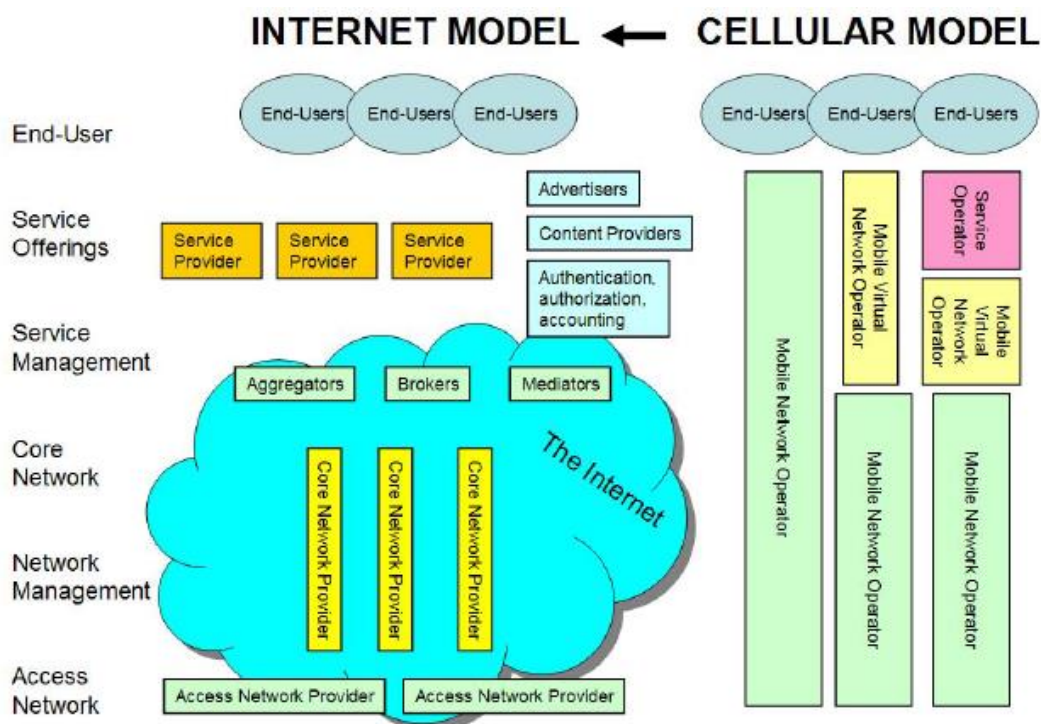 INTERNET MODEL
CELLULAR MODEL
End-User
End-Users
End-Users
End-Users
End-Users
End-Users
End-Users
Service
Offerings
Service
Provider
Service
Provider
Service
Provider
Advertisers
Content Providers
Authentication,
authorization,
accounting
Service
Management
Aggregators
Brokers
Mediators
The Internet
Core
Network
Core Network Provider
Core Network Provider
Core Network Provider
Network
Management
Access
Network
Access Network Provider
Access Network Provider
Mobile Network Operator
Mobile Virtual
Network Operator
Mobile Network Operator
Service
Operator
Mobile
Virtual
Network
Operator
Mobile Network Operator